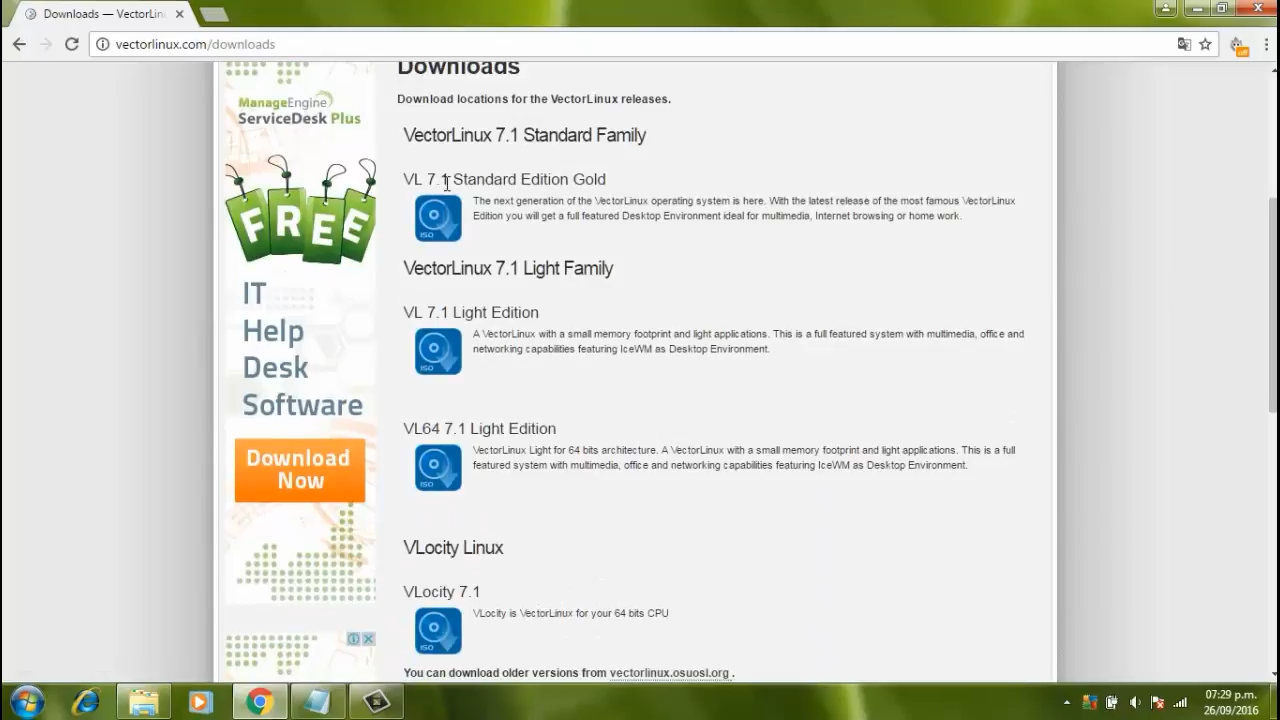 Downloads — VectorLin
vectorlinux.com/downloads
off
Downloads
Download locations for the VectorLinux releases.
VectorLinux 7.1 Standard Family
VL 7.1 Standard Edition Gold
The next generation of the VectorLinux operating system is here. With the latest release of the most famous VectorLinux
Edition you will get a full featured Desktop Environment ideal for multimedia, Internet browsing or home work.
ISO
VectorLinux 7.1 Light Family
VL 7.1 Light Edition
A VectorLinux with a small memory footprint and light applications. This is a full featured system with multimedia, office and
networking capabilities featuring IceWM as Desktop Environment.
ISO
VL64 7.1 Light Edition
VectorLinux Light for 64 bits architecture. A VectorLinux with a small memory footprint and light applications. This is a full
featured system with multimedia, office and networking capabilities featuring IceWM as Desktop Environment.
ISO
VLocity Linux
VLocity 7.1
VLocity is VectorLinux for your 64 bits CPU
ISO
You can download older versions from vectorlinux.osuosl.org .
ManageEngine
ServiceDesk Plus
FREE
IT
Help
Desk
Software
Download
Now
07:29 p.m.
26/09/2016